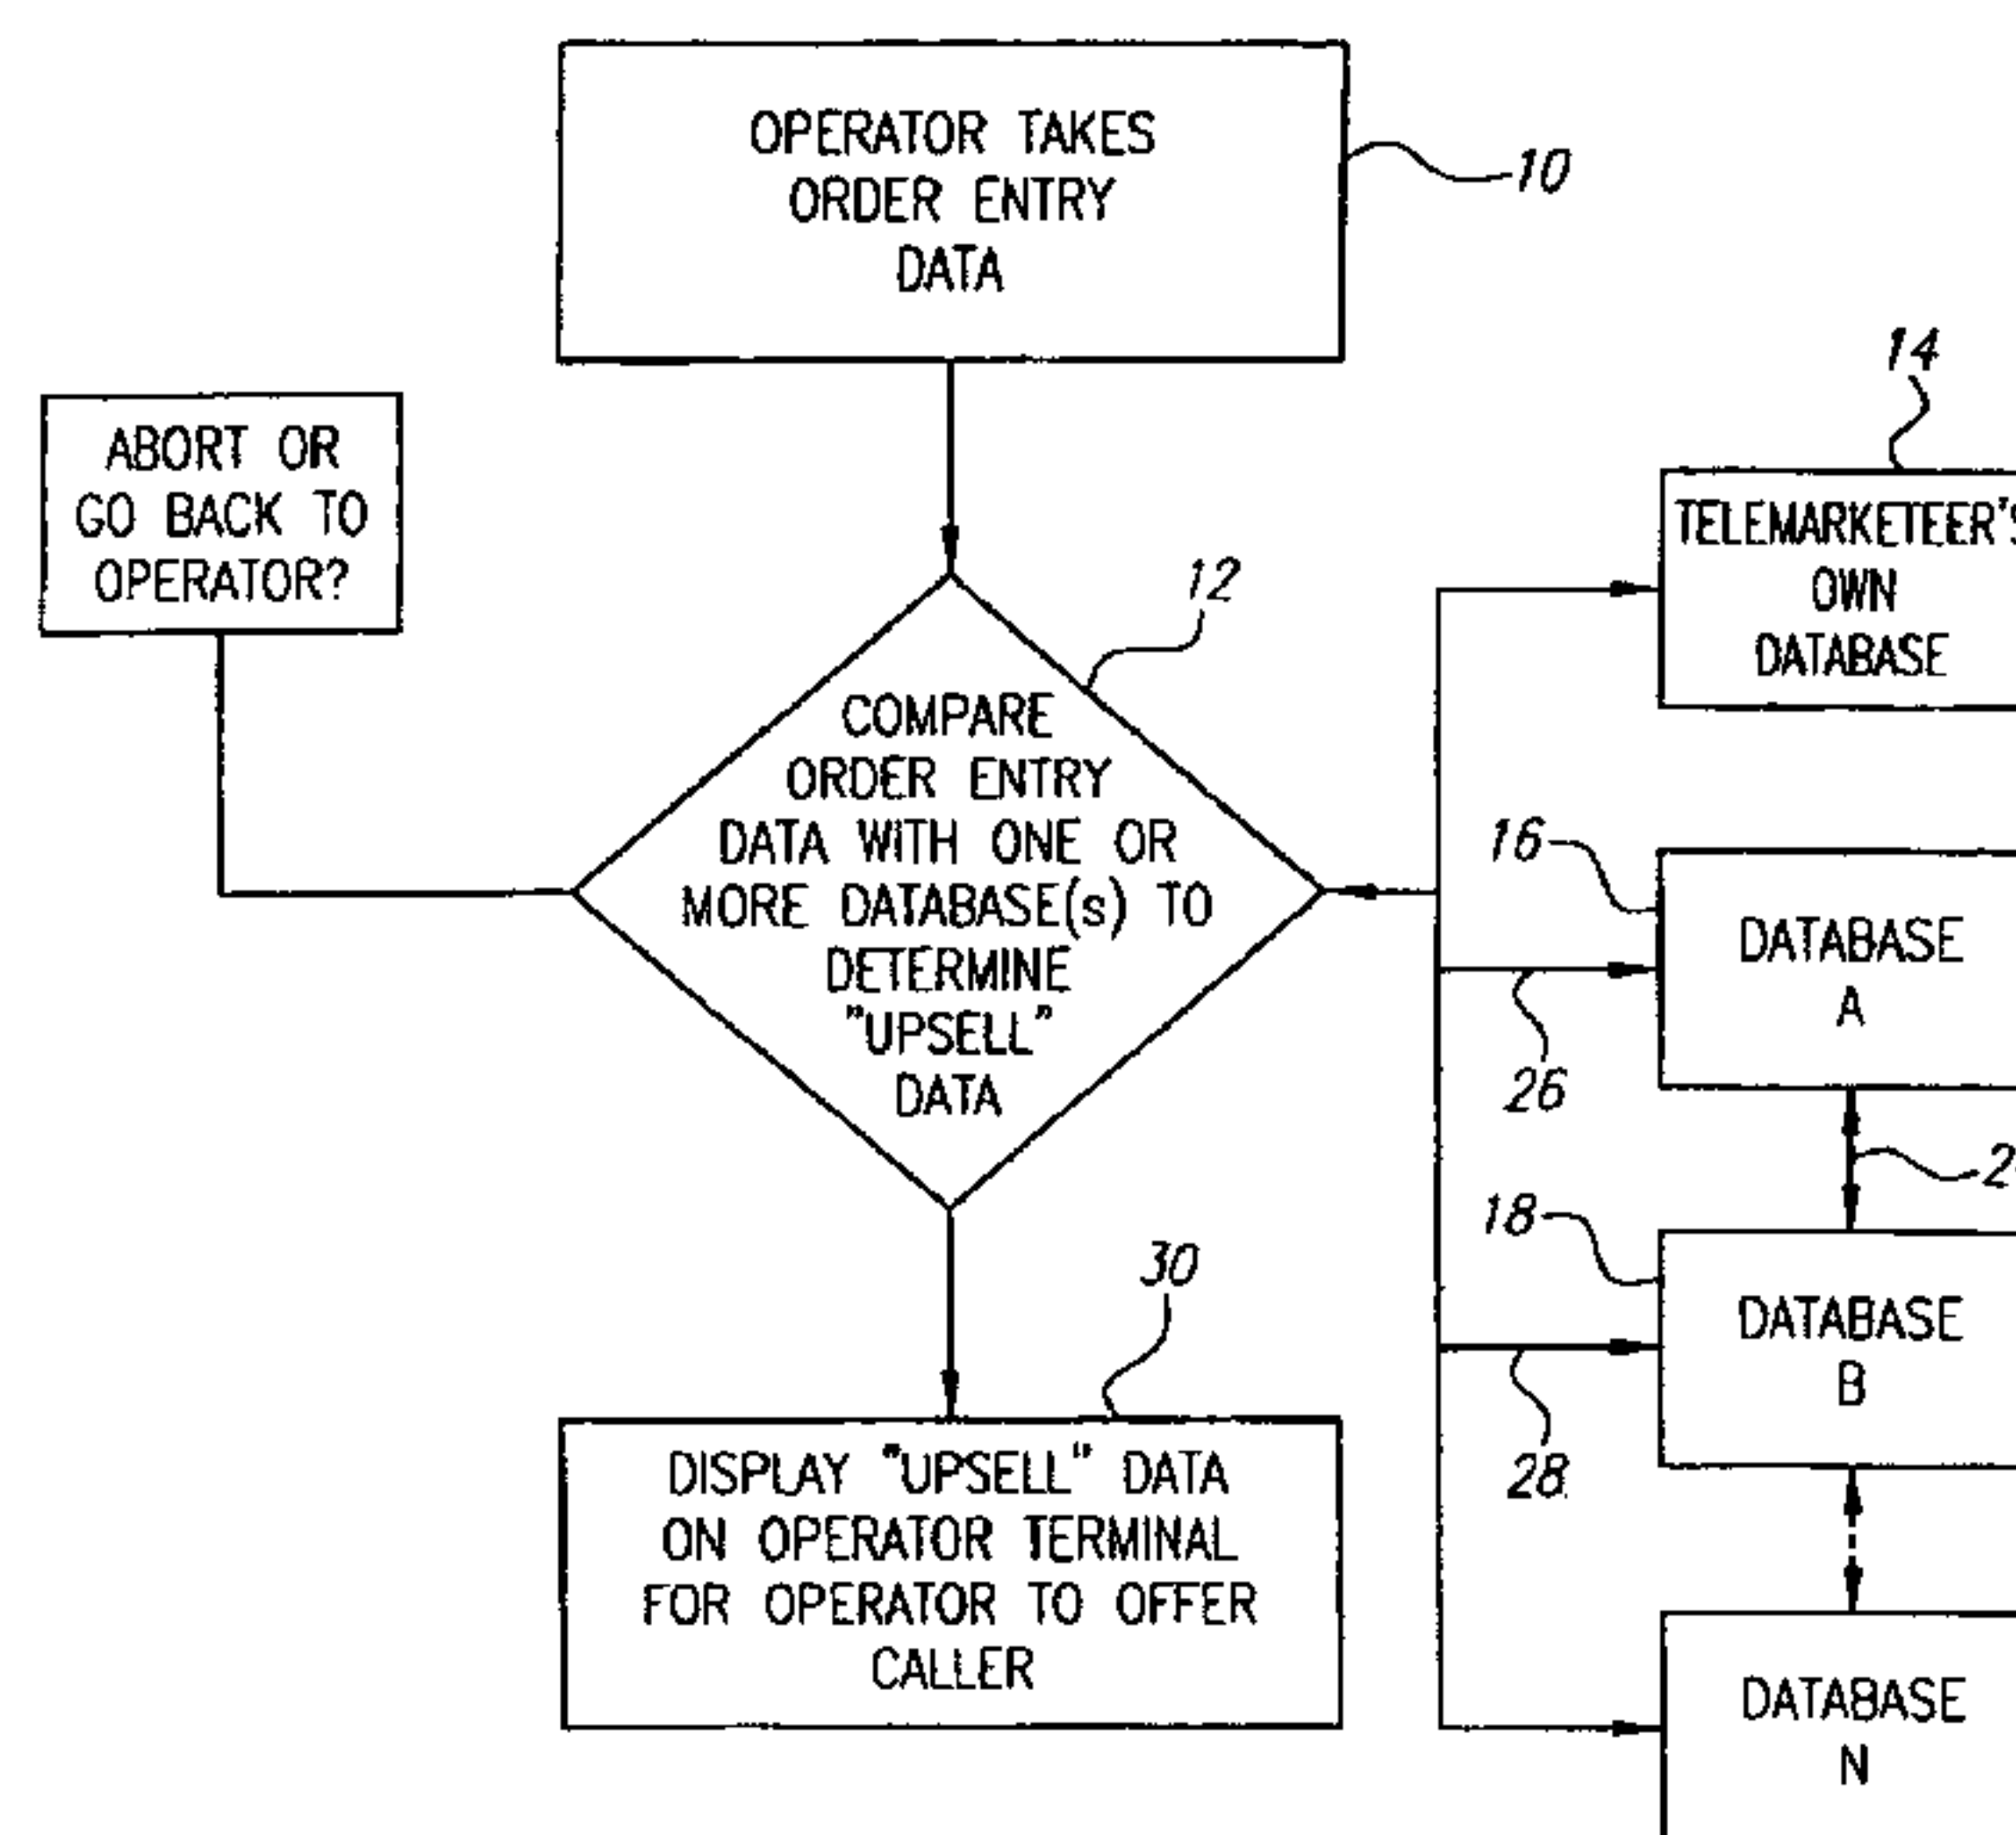 OPERATOR TAKES
ORDER ENTRY
DATA
10
ABORT OR
GO BACK TO
OPERATOR?
12
COMPARE
ORDER ENTRY
DATA WITH ONE OR
MORE DATABASE(s) TO
DETERMINE
"UPSELL"
DATA
14
TELEMARKETEER'S
OWN
DATABASE
16
DATABASE
A
26
18
DATABASE
B
28
30
DISPLAY "UPSELL" DATA
ON OPERATOR TERMINAL
FOR OPERATOR TO OFFER
CALLER
DATABASE
N